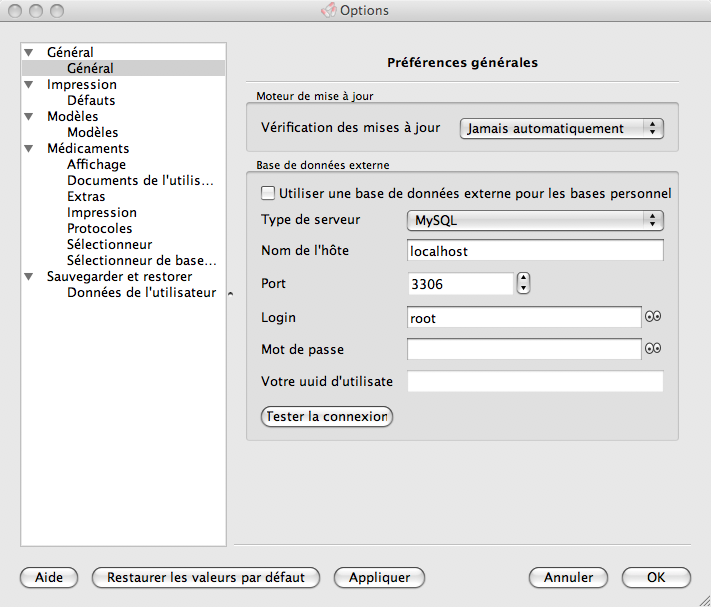 Options
Général
Général
Impression
Défauts
Modèles
Modèles
Médicaments
Affichage
Documents de l'utilis...
Extras
Impression
Protocoles
Sélectionneur
Sélectionneur de base...
Sauvegarder et restorer
Données de l'utilisateur
Préférences générales
Moteur de mise à jour
Vérification des mises à jour
Jamais automatiquement
Base de données externe
Utiliser une base de données externe pour les bases personnel
Type de serveur
MySQL
Nom de l'hôte
localhost
Port
3306
Login
root
Mot de passe
Votre uuid d'utilisate
Tester la connexion
Aide
Restaurer les valeurs par défaut
Appliquer
Annuler
OK